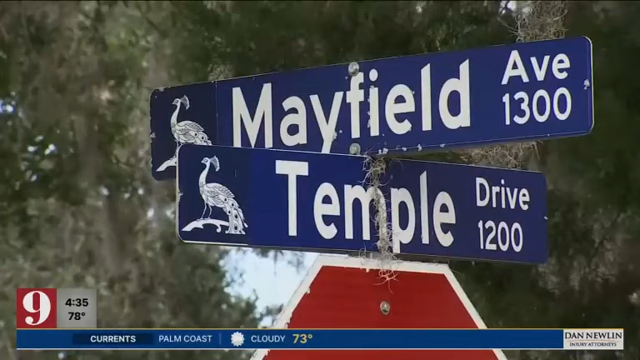 Mayfield Ave
1300
Temple Drive
1200
9 4:35
78°
CURRENTS PALM COAST CLOUDY 73° DAN NEWLIN
INJURY ATTORNEYS